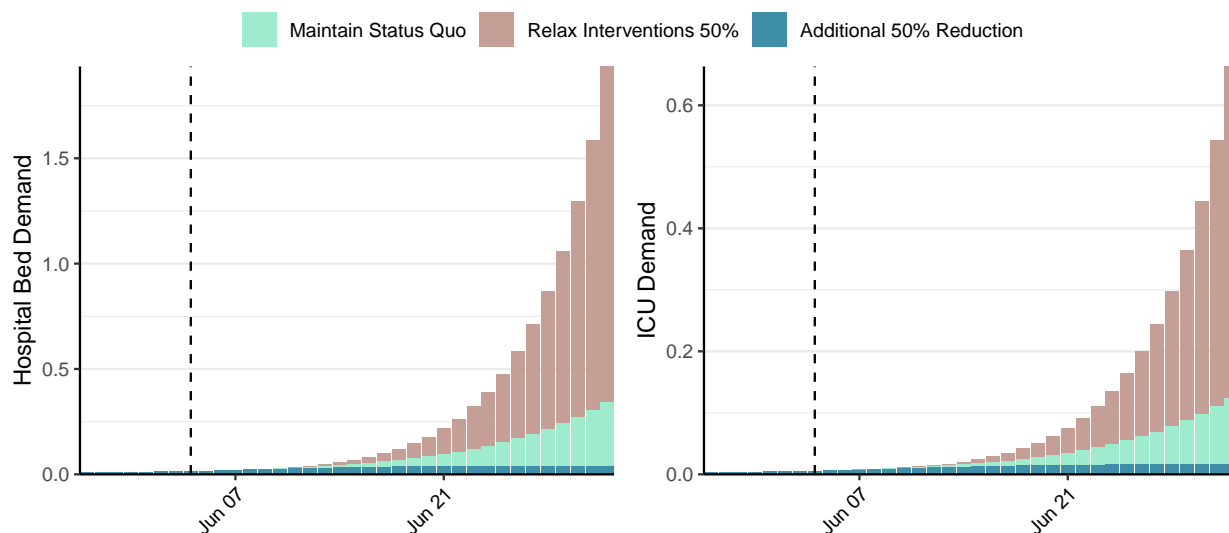 Maintain Status Quo Relax Interventions 50% Additional 50% Reduction
Hospital Bed Demand
1.5
1.0
0.5
0.0
Jun 07
Jun 21
ICU Demand
0.6
0.4
0.2
0.0
Jun 07
Jun 21